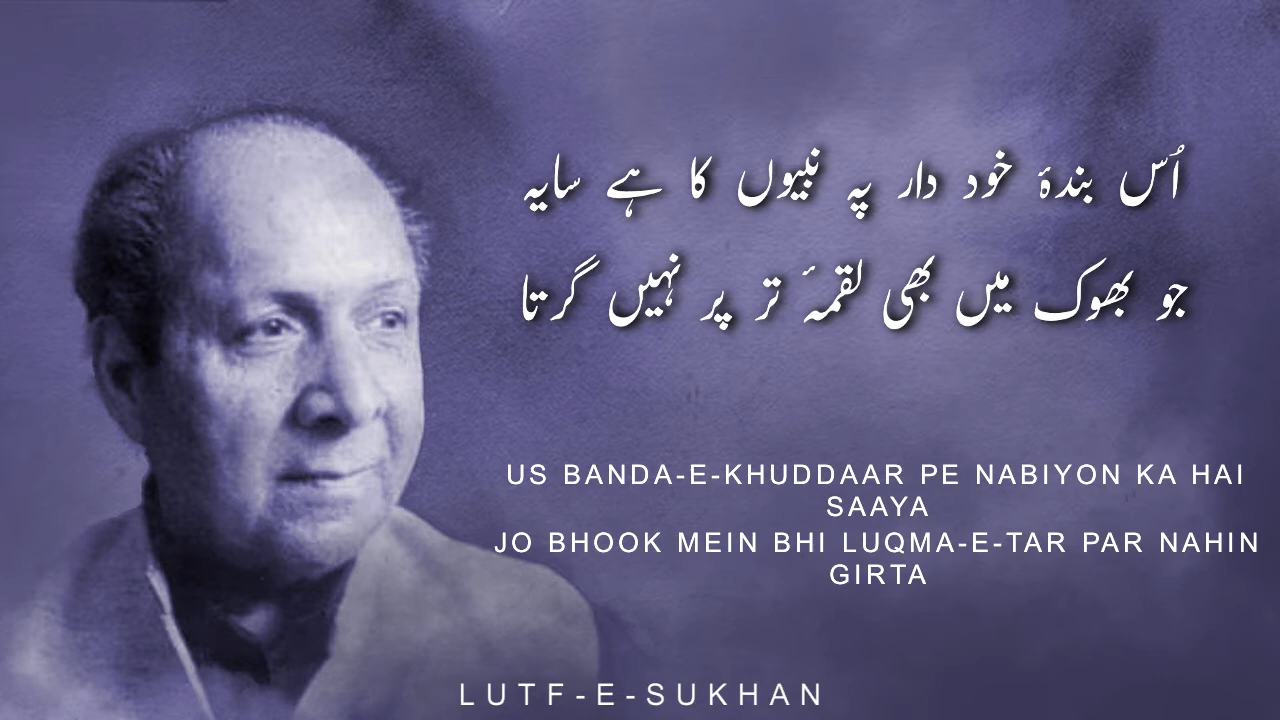 اُس بندۂ خود دار پہ نبیوں کا ہے سایہ
جو بھوک میں بھی لقمہٴ تر پر نہیں گرتا
US BANDA-E-KHUDDAAR PE NABIYON KA HAI
SAAYA
JO BHOOK MEIN BHI LUQMA-E-TAR PAR NAHIN
GIRTA
LUTF-E-SUKHAN